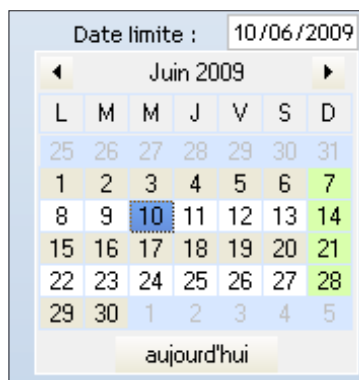 Date limite : 10/06/2009
Juin 2009
L M M J V S D
25 26 27 28 29 30 31
1 2 3 4 5 6 7
8 9 10 11 12 13 14
15 16 17 18 19 20 21
22 23 24 25 26 27 28
29 30 1 2 3 4 5
aujourd'hui